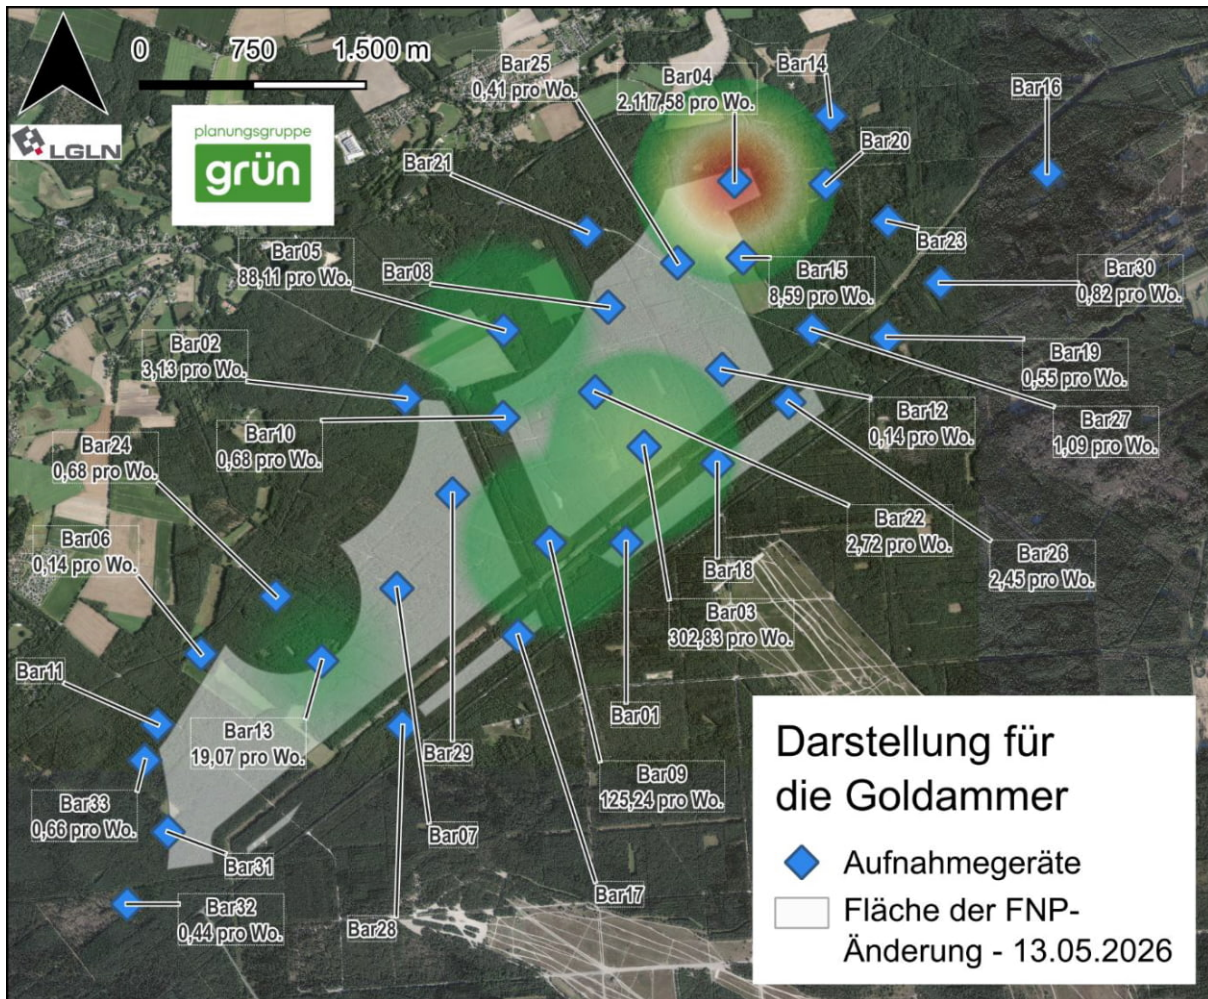 0 750 1.500 m
LGLN
planungsgruppe
grün
Bar25
0,41 pro Wo.
Bar04
2.117,58 pro Wo.
Bar14
Bar16
Bar21
Bar20
Bar23
Bar05
88,11 pro Wo.
Bar08
Bar15
8,59 pro Wo.
Bar30
0,82 pro Wo.
Bar02
3,13 pro Wo.
Bar19
0,55 pro Wo.
Bar10
0,68 pro Wo.
Bar12
0,14 pro Wo.
Bar27
1,09 pro Wo.
Bar24
0,68 pro Wo.
Bar06
0,14 pro Wo.
Bar22
2,72 pro Wo.
Bar26
2,45 pro Wo.
Bar18
Bar03
302,83 pro Wo.
Bar11
Bar13
19,07 pro Wo.
Bar29
Bar01
Bar09
125,24 pro Wo.
Bar33
0,66 pro Wo.
Bar31
Bar07
Bar32
0,44 pro Wo.
Bar28
Bar17
Darstellung für
die Goldammer
Aufnahmegeräte
Fläche der FNP-
Änderung - 13.05.2026